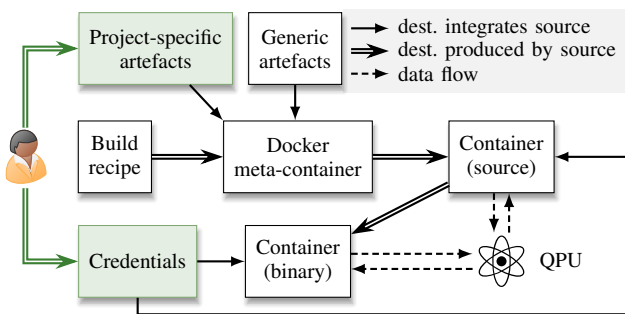 Project-specific
artefacts
Generic
artefacts
dest. integrates source
dest. produced by source
data flow
Build
recipe
Docker
meta-container
Container
(source)
Credentials
Container
(binary)
QPU